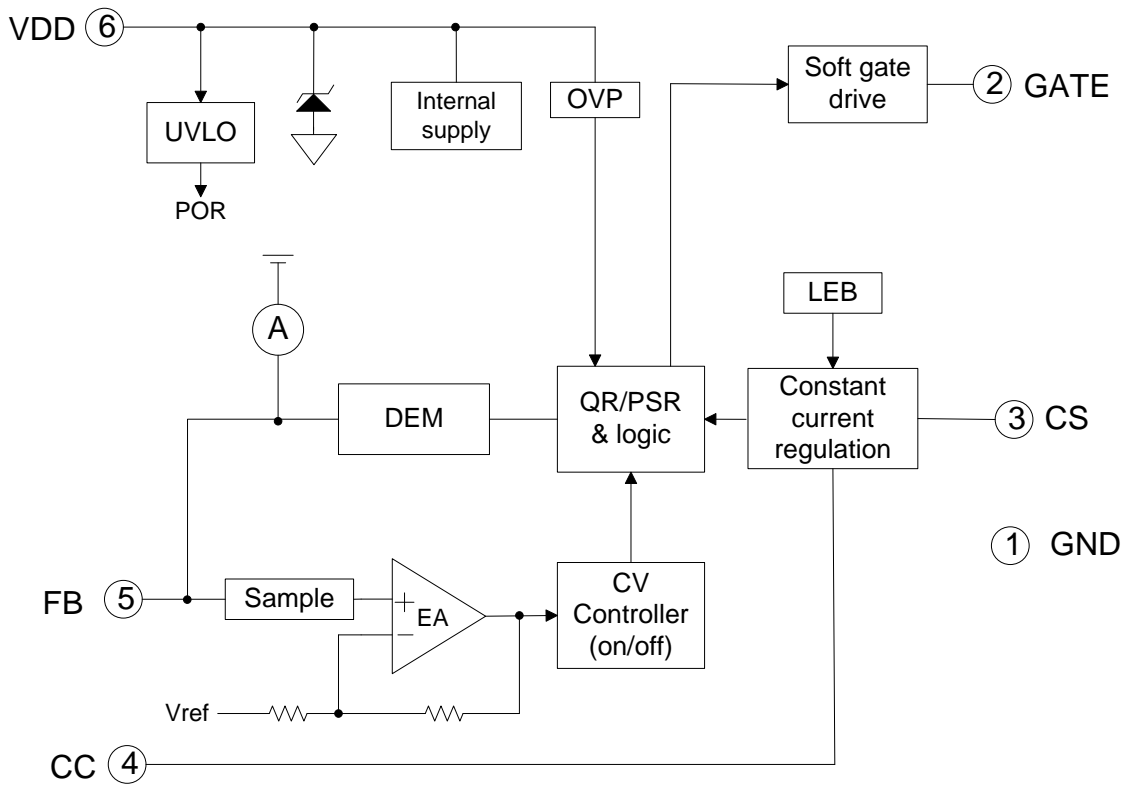 VDD 6
UVLO
POR
Internal
supply
OVP
Soft gate
drive
2 GATE
A
LEB
DEM
QR/PSR
& logic
Constant
current
regulation
3 CS
1 GND
FB 5
Sample
+
EA
−
CV
Controller
(on/off)
Vref
CC 4